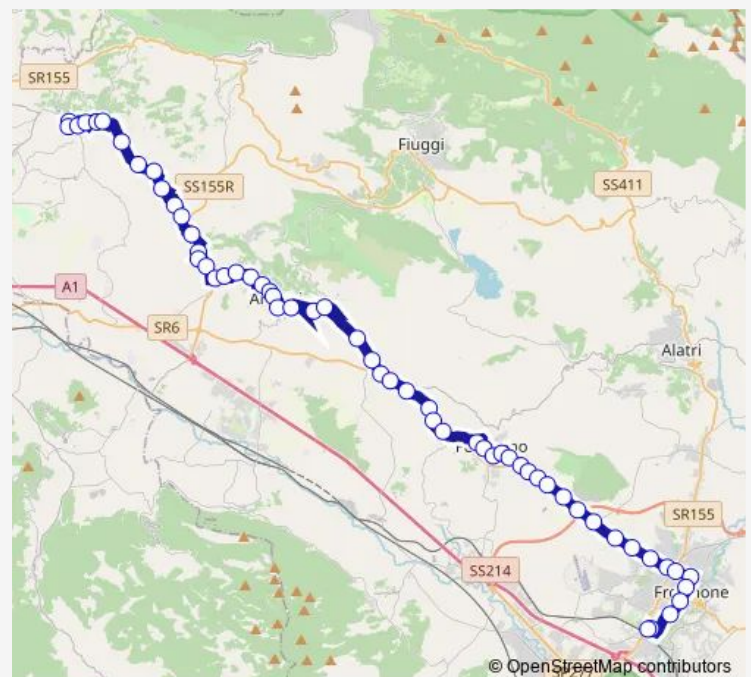 SR155
Fiuggi
SS155R
SS411
A1
SR6
Alatri
SR155
SS214
© OpenStreetMap contributors